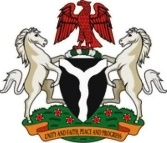 UNITY AND FAITH, PEACE AND PROGRESS